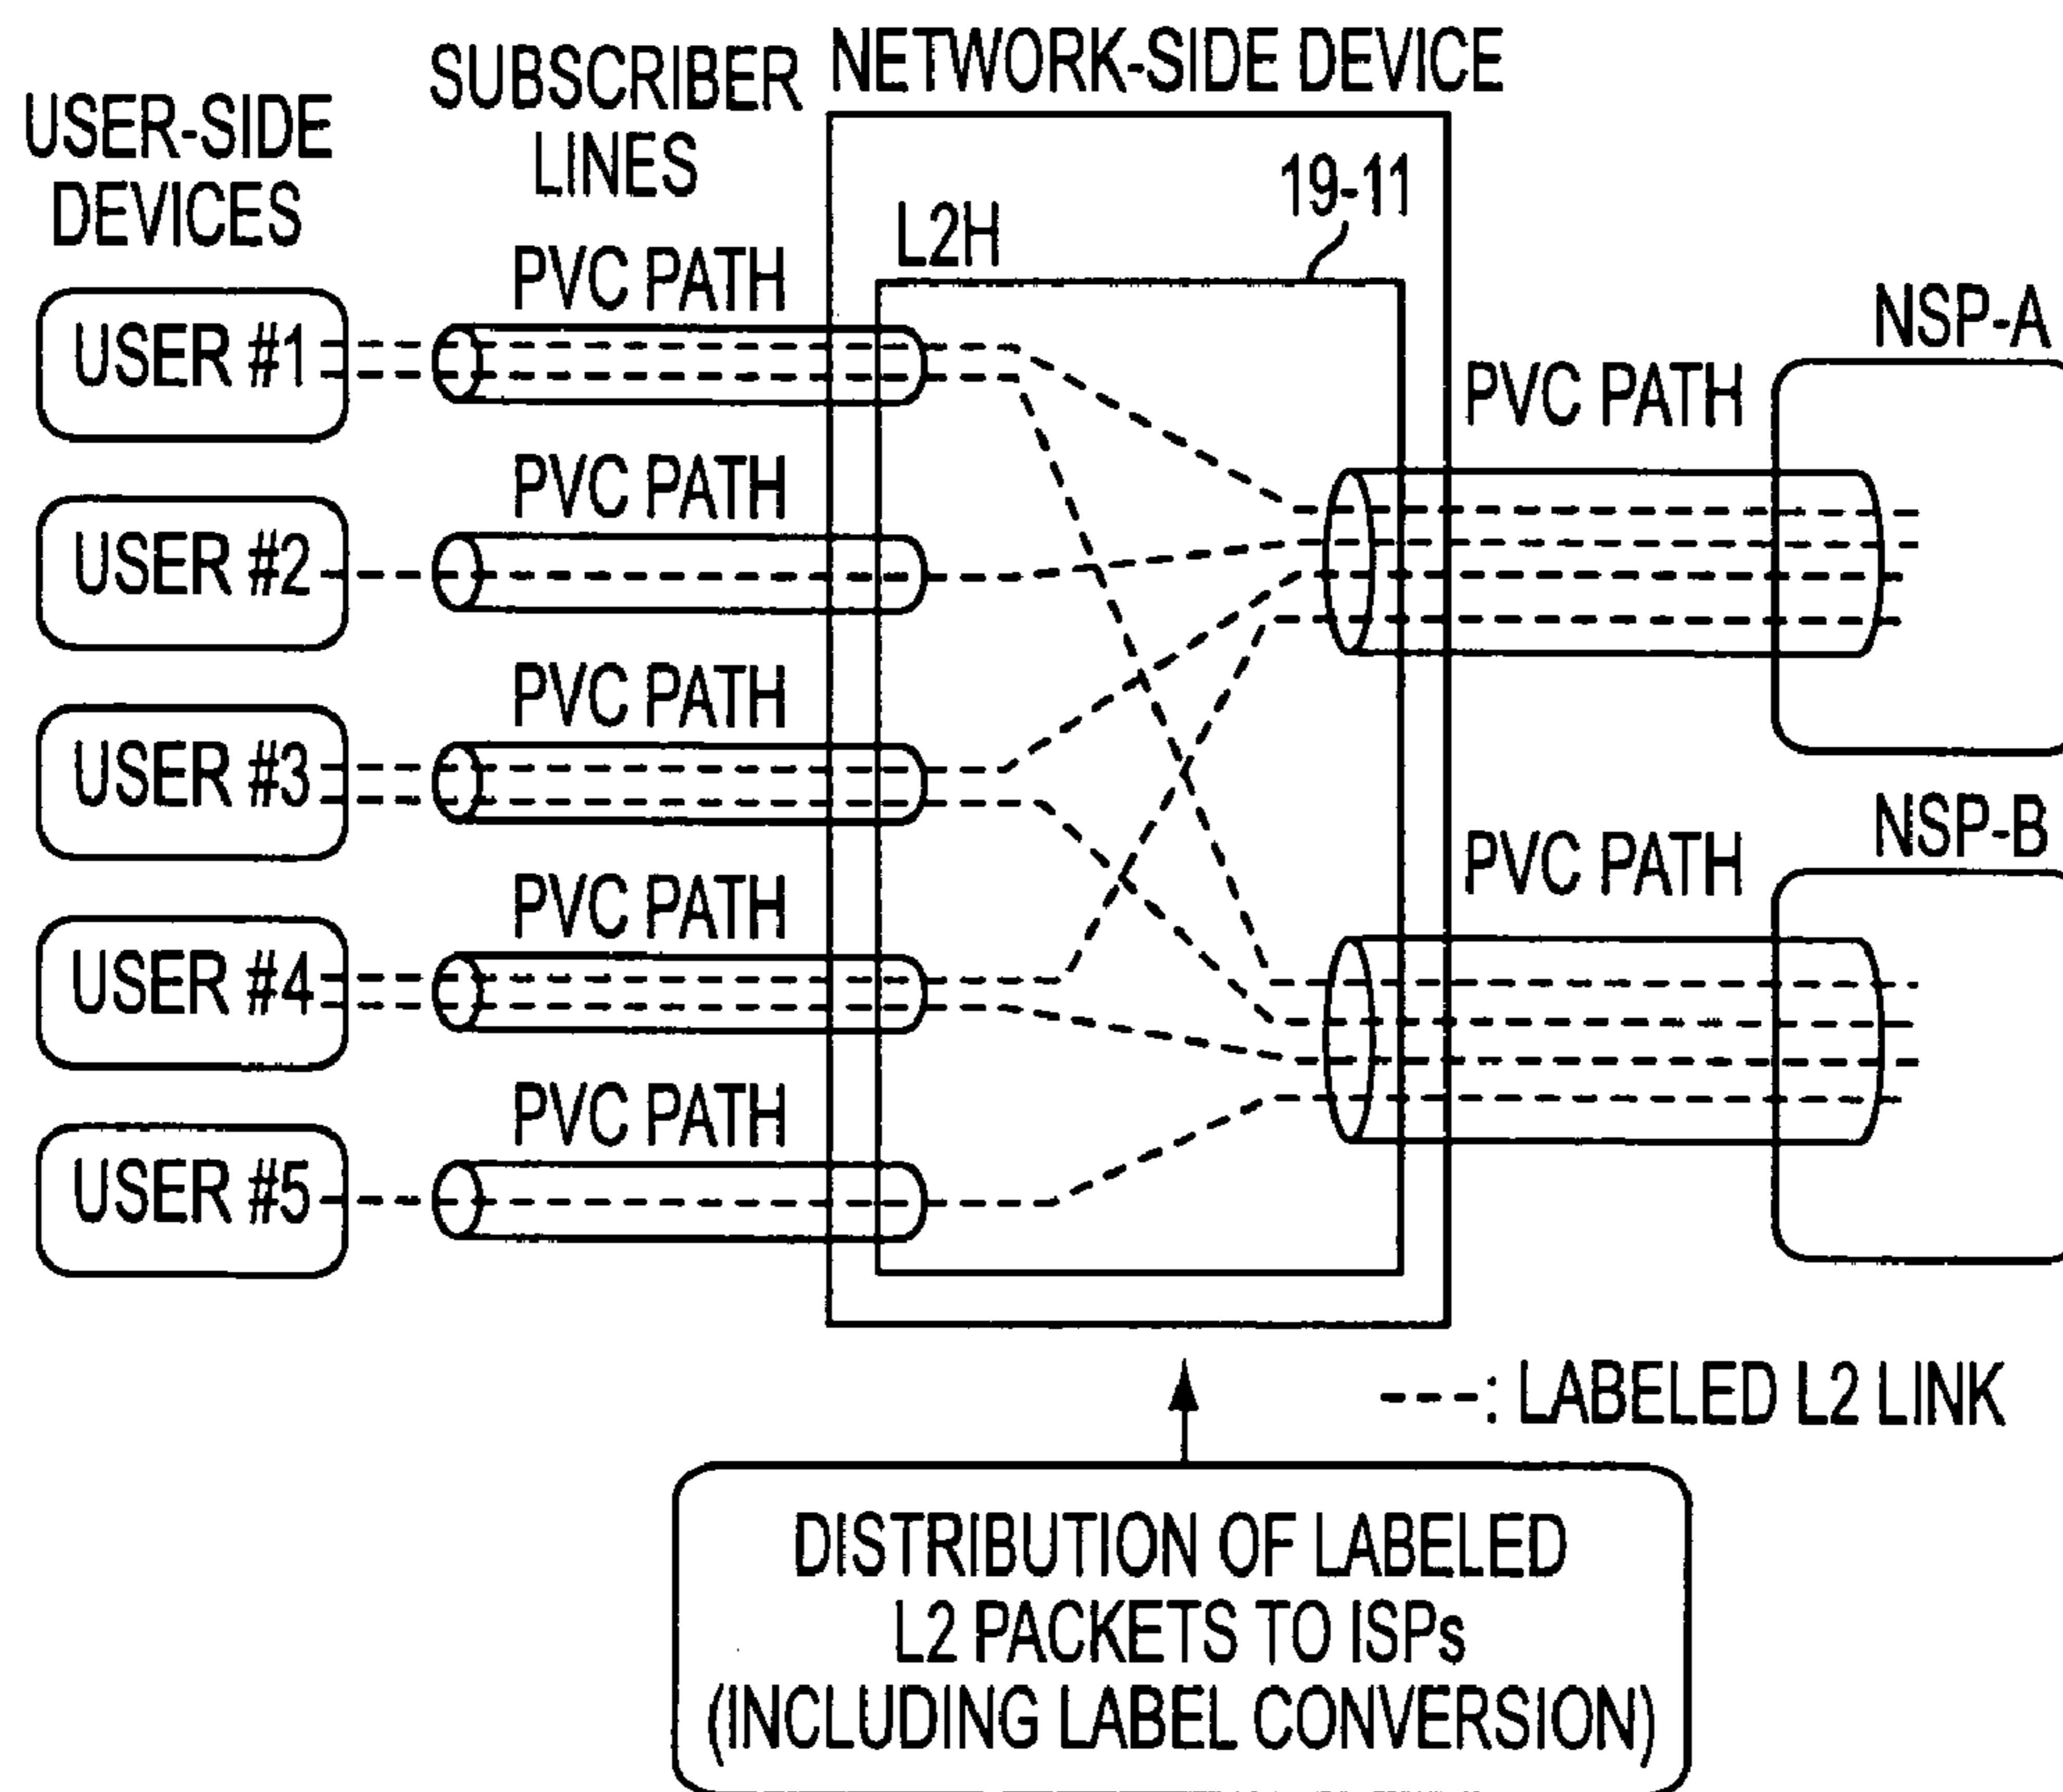 USER-SIDE
DEVICES
SUBSCRIBER
LINES
NETWORK-SIDE DEVICE
19-11
L2H
PVC PATH
USER #1
NSP-A
PVC PATH
PVC PATH
USER #2
PVC PATH
USER #3
NSP-B
PVC PATH
PVC PATH
USER #4
PVC PATH
USER #5
---: LABELED L2 LINK
DISTRIBUTION OF LABELED
L2 PACKETS TO ISPs
(INCLUDING LABEL CONVERSION)